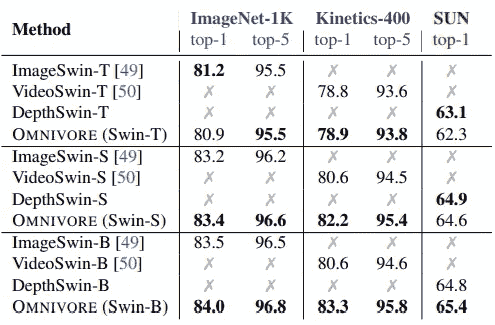 Method ImageNet-1K Kinetics-400 SUN
top-1 top-5 top-1 top-5 top-1
ImageSwin-T [49] 81.2 95.5 ✗ ✗ ✗
VideoSwin-T [50] ✗ ✗ 78.8 93.6 ✗
DepthSwin-T ✗ ✗ ✗ ✗ 63.1
OMNIVORE (Swin-T) 80.9 95.5 78.9 93.8 62.3
ImageSwin-S [49] 83.2 96.2 ✗ ✗ ✗
VideoSwin-S [50] ✗ ✗ 80.6 94.5 ✗
DepthSwin-S ✗ ✗ ✗ ✗ 64.9
OMNIVORE (Swin-S) 83.4 96.6 82.2 95.4 64.6
ImageSwin-B [49] 83.5 96.5 ✗ ✗ ✗
VideoSwin-B [50] ✗ ✗ 80.6 94.6 ✗
DepthSwin-B ✗ ✗ ✗ ✗ 64.8
OMNIVORE (Swin-B) 84.0 96.8 83.3 95.8 65.4